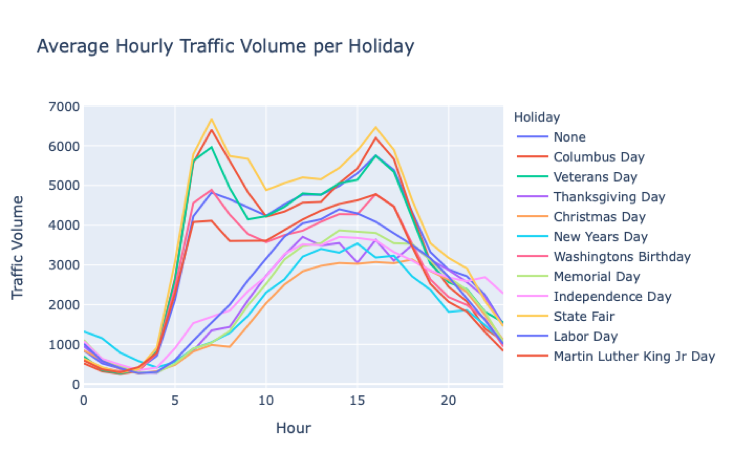 Average Hourly Traffic Volume per Holiday
Traffic Volume
7000
6000
5000
4000
3000
2000
1000
0
0
5
10
15
20
Hour
Holiday
None
Columbus Day
Veterans Day
Thanksgiving Day
Christmas Day
New Years Day
Washingtons Birthday
Memorial Day
Independence Day
State Fair
Labor Day
Martin Luther King Jr Day